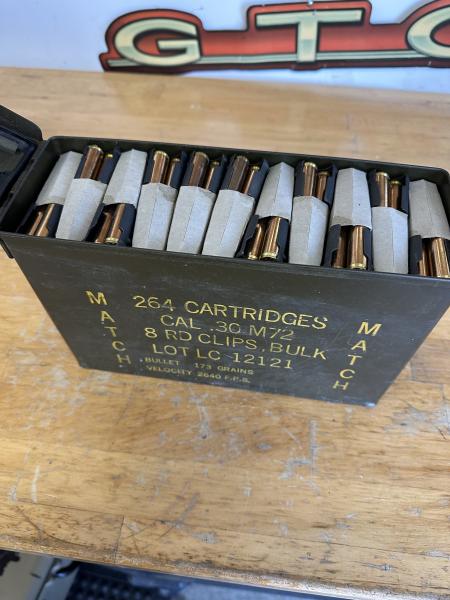 GTO
MATCH
264 CARTRIDGES
CAL .30 M72
8 RD CLIPS, BULK
LOT LC 12121
BULLET 173 GRAINS
VELOCITY 2640 F.P.S.
MATCH